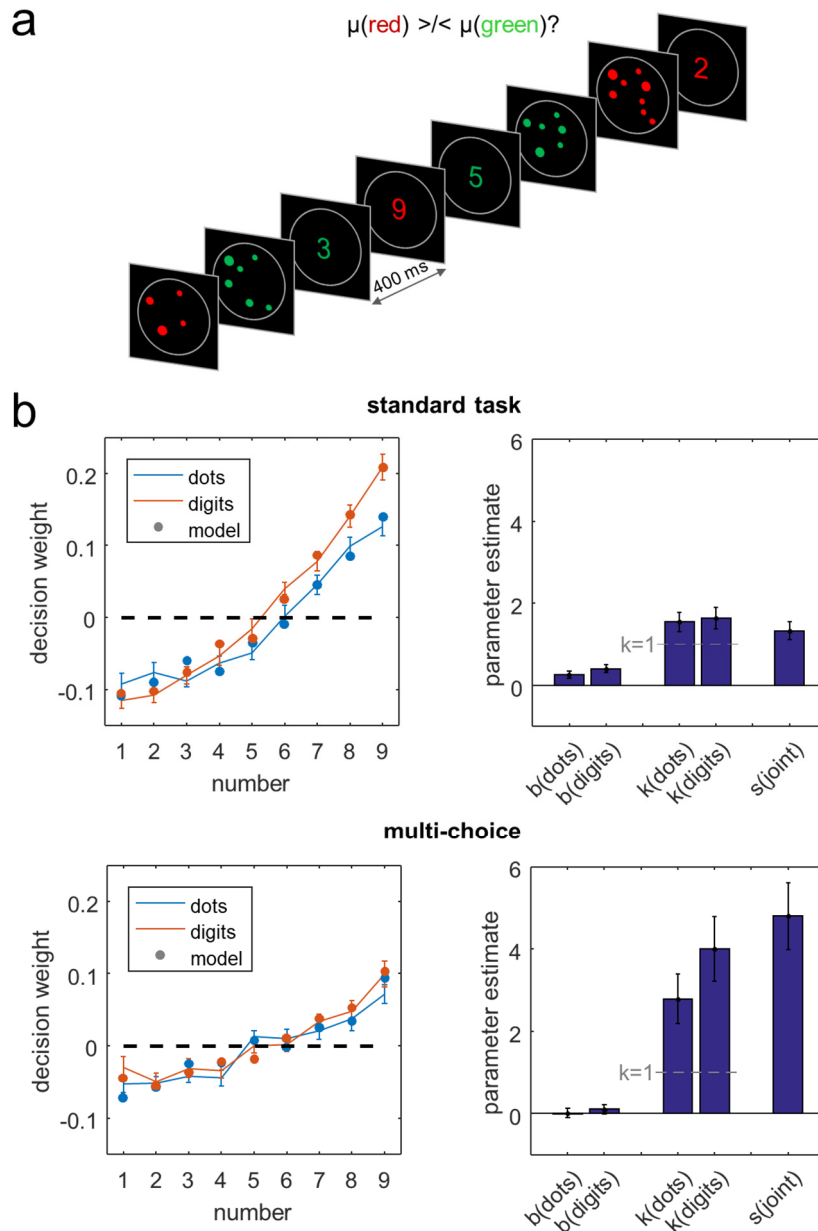 a
μ(red) >/< μ(green)?
2
5
9
3
400 ms
b
standard task
0.2
0.1
0
-0.1
decision weight
dots
digits
model
1 2 3 4 5 6 7 8 9
number
6
4
2
0
parameter estimate
k=1
b(dots)
b(digits)
k(dots)
k(digits)
s(joint)
multi-choice
0.2
0.1
0
-0.1
decision weight
dots
digits
model
1 2 3 4 5 6 7 8 9
number
6
4
2
0
parameter estimate
k=1
b(dots)
b(digits)
k(dots)
k(digits)
s(joint)